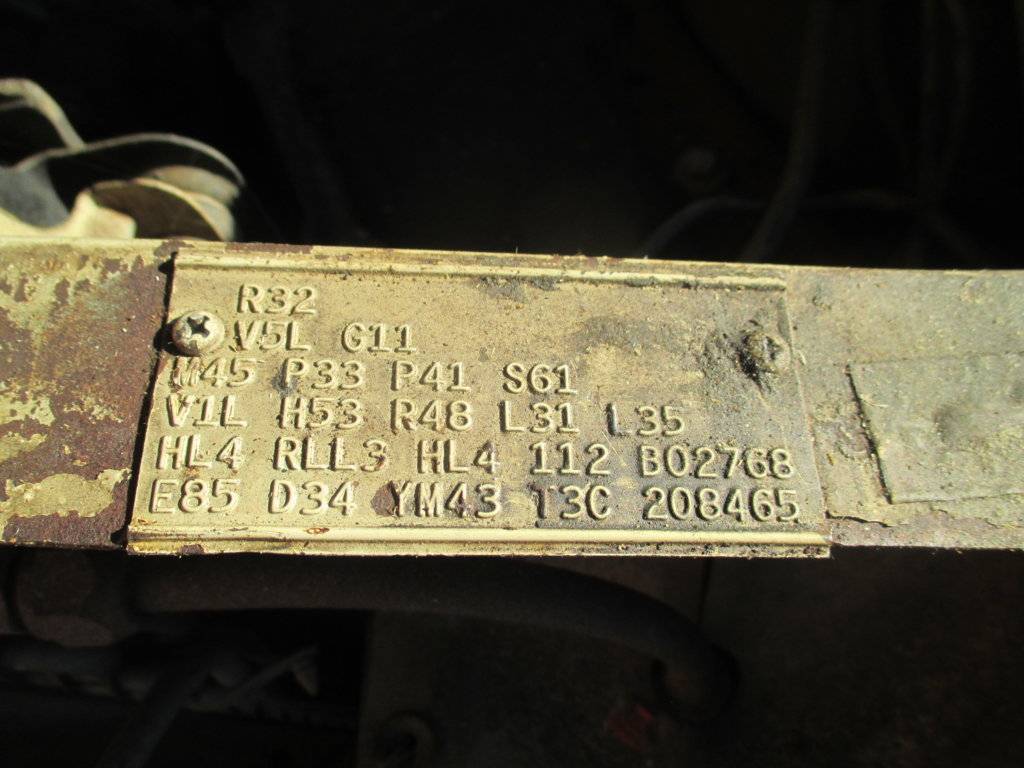 R32
V5L G11
M45 P33 P41 S61
V1L H53 R48 L31 L35
HL4 RLL3 HL4 112 B02768
E85 D34 YM43 T3C 208465